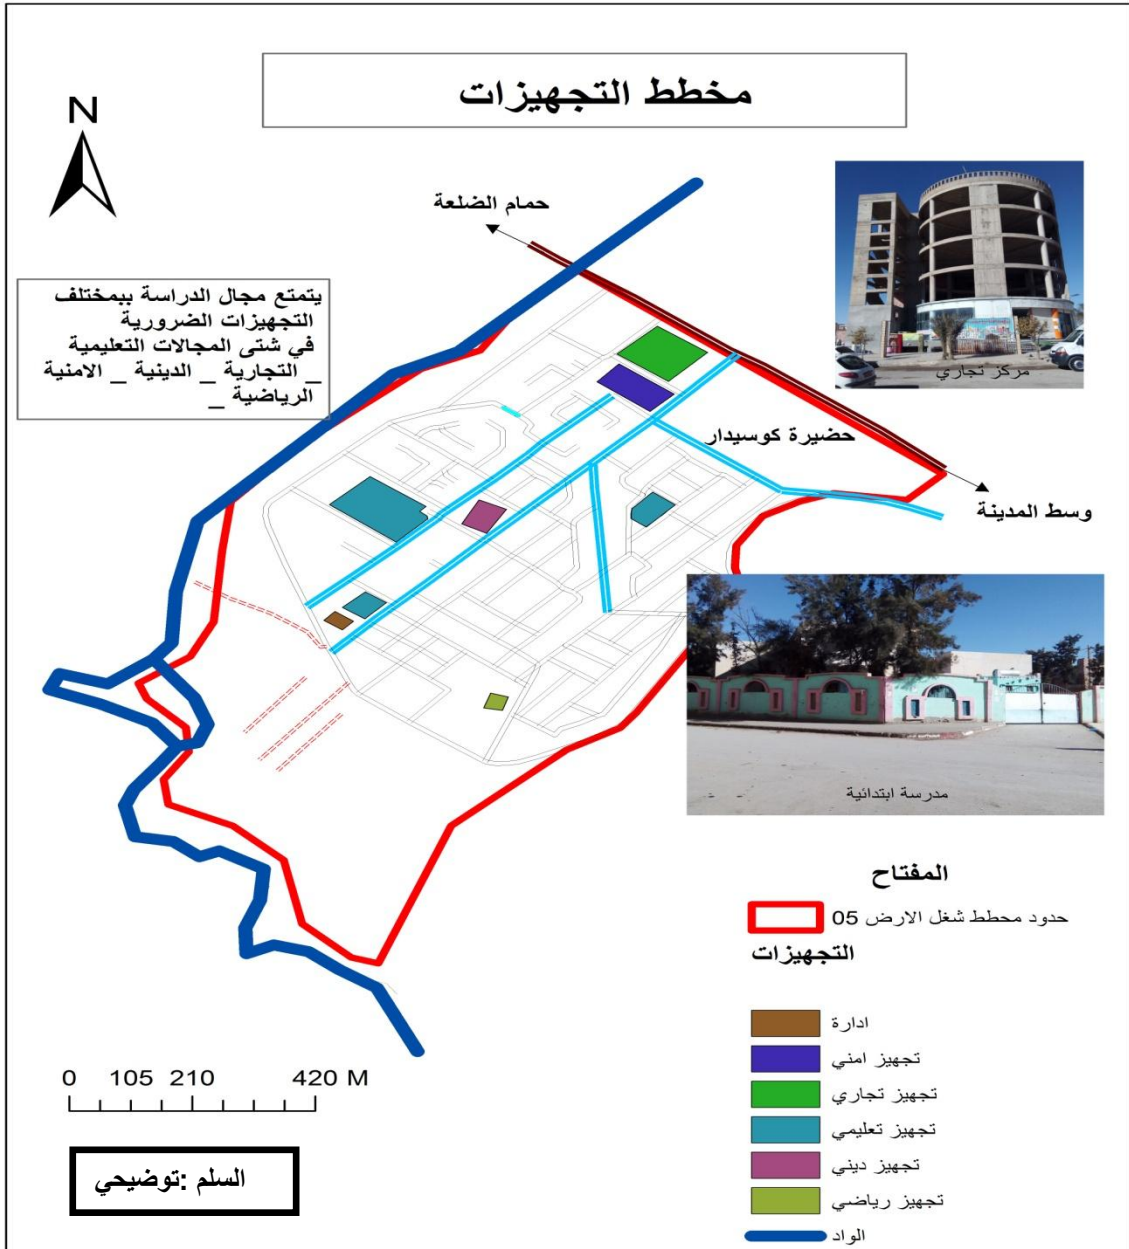 مخطط التجهيزات
N
حمام الضلعة
يتمتع مجال الدراسة ببمختلف
التجهيزات الضرورية
في شتى المجالات التعليمية
_ التجارية _ الدينية _ الامنية
الرياضية _
مركز تجاري
حضيرة كوسيدار
وسط المدينة
مدرسة ابتدائية
المفتاح
حدود محطط شغل الارض 05
التجهيزات
ادارة
تجهيز امني
تجهيز تجاري
تجهيز تعليمي
تجهيز ديني
تجهيز رياضي
الواد
0 105 210 420 M
السلم :توضيحي